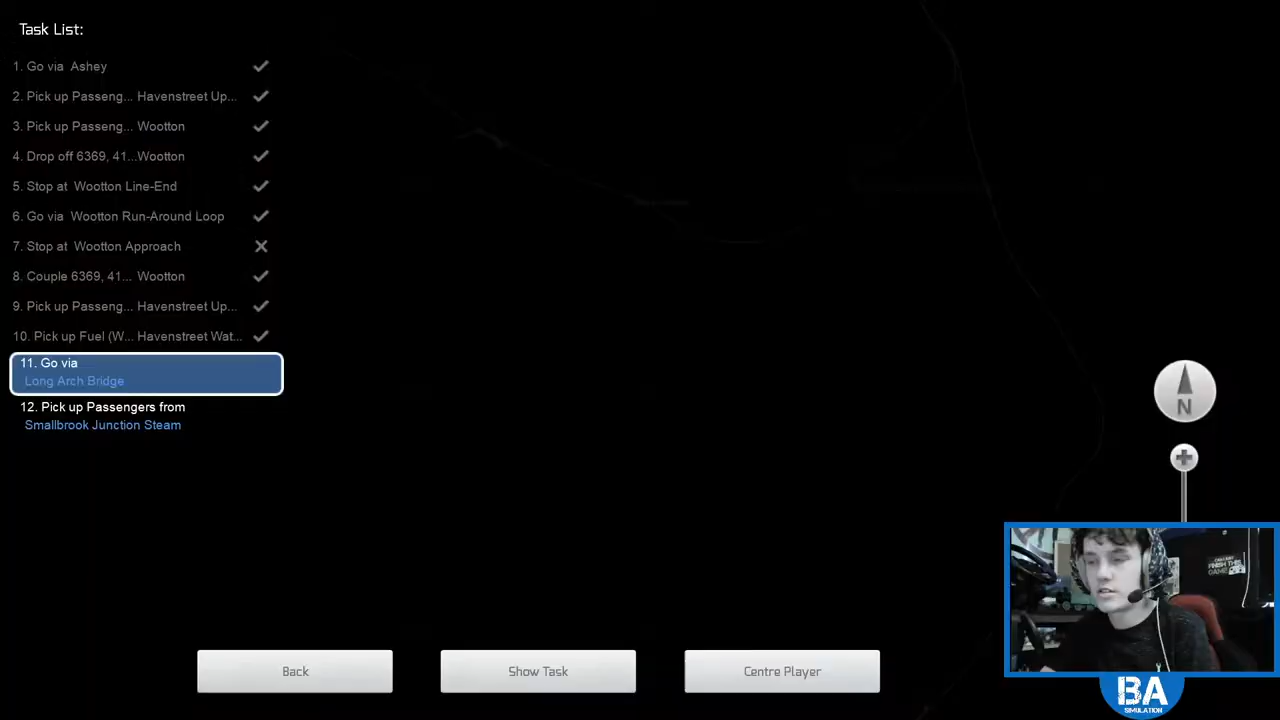 Task List:
1. Go via  Ashey
2. Pick up Passeng... Havenstreet Up...
3. Pick up Passeng... Wootton
4. Drop off 6369, 41...Wootton
5. Stop at  Wootton Line-End
6. Go via  Wootton Run-Around Loop
7. Stop at  Wootton Approach
8. Couple 6369, 41... Wootton
9. Pick up Passeng... Havenstreet Up...
10. Pick up Fuel (W... Havenstreet Wat...
11. Go via
Long Arch Bridge
12. Pick up Passengers from
Smallbrook Junction Steam
N
FINISH THIS
GAME
Back
Show Task
Centre Player
BA
SIMULATION